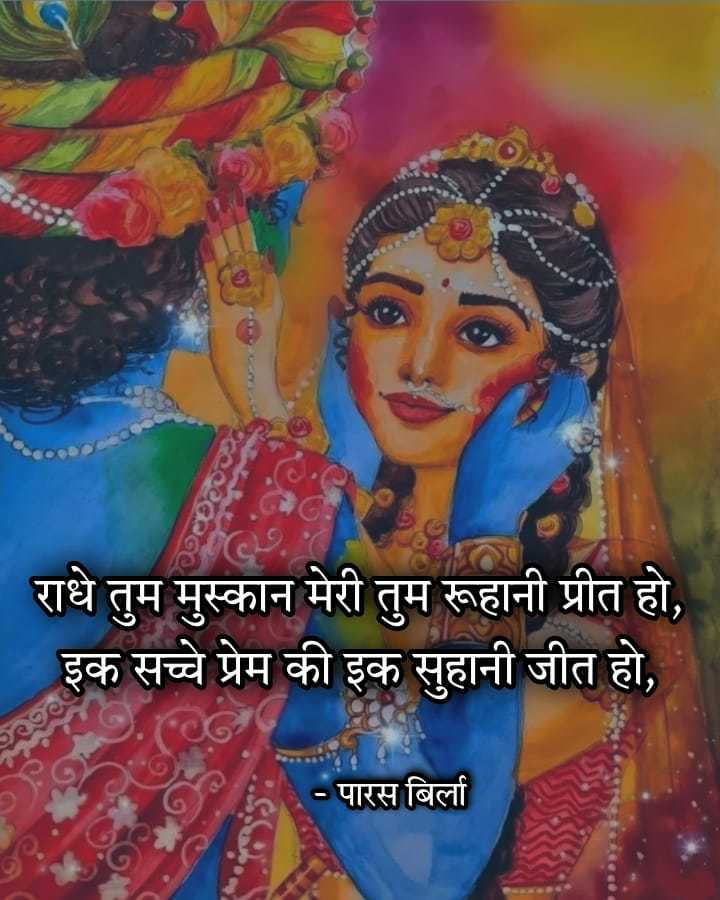 राधे तुम मुस्कान मेरी तुम रूहानी प्रीत हो,
इक सच्चे प्रेम की इक सुहानी जीत हो,
- पारस बिर्ला